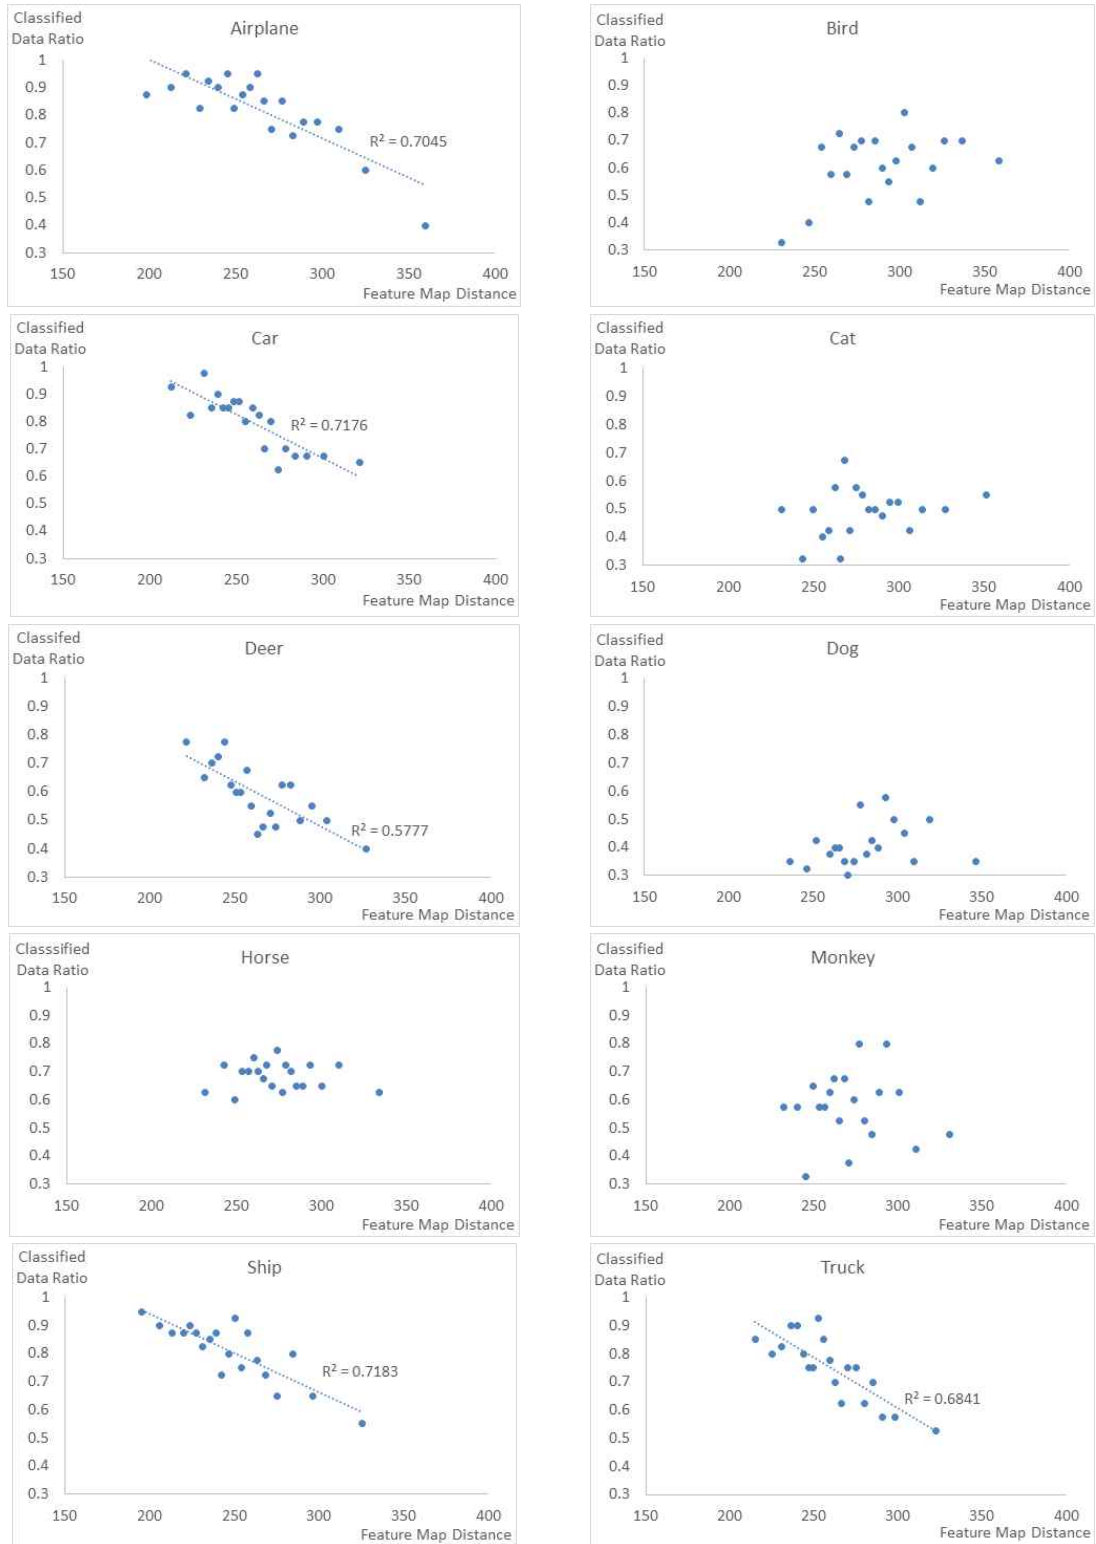 Classified
Data Ratio
Airplane
1
0.9
0.8
0.7
0.6
0.5
0.4
0.3
R² = 0.7045
150 200 250 300 350 400
Feature Map Distance
Classified
Data Ratio
Bird
1
0.9
0.8
0.7
0.6
0.5
0.4
0.3
150 200 250 300 350 400
Feature Map Distance
Classified
Data Ratio
Car
1
0.9
0.8
0.7
0.6
0.5
0.4
0.3
R² = 0.7176
150 200 250 300 350 400
Feature Map Distance
Classified
Data Ratio
Cat
1
0.9
0.8
0.7
0.6
0.5
0.4
0.3
150 200 250 300 350 400
Feature Map Distance
Classifed
Data Ratio
Deer
1
0.9
0.8
0.7
0.6
0.5
0.4
0.3
R² = 0.5777
150 200 250 300 350 400
Feature Map Distance
Classified
Data Ratio
Dog
1
0.9
0.8
0.7
0.6
0.5
0.4
0.3
150 200 250 300 350 400
Feature Map Distance
Classsified
Data Ratio
Horse
1
0.9
0.8
0.7
0.6
0.5
0.4
0.3
150 200 250 300 350 400
Feature Map Distance
Classified
Data Ratio
Monkey
1
0.9
0.8
0.7
0.6
0.5
0.4
0.3
150 200 250 300 350 400
Feature Map Distance
Classified
Data Ratio
Ship
1
0.9
0.8
0.7
0.6
0.5
0.4
0.3
R² = 0.7183
150 200 250 300 350 400
Feature Map Distance
Classified
Data Ratio
Truck
1
0.9
0.8
0.7
0.6
0.5
0.4
0.3
R² = 0.6841
150 200 250 300 350 400
Feature Map Distance